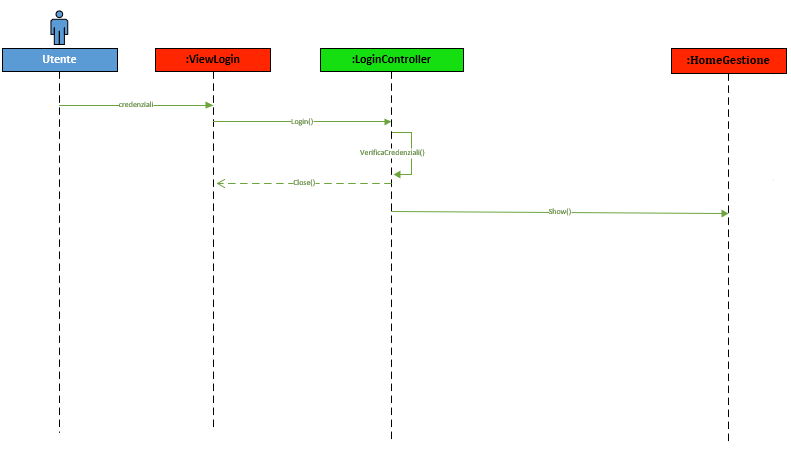 Utente
:ViewLogin
:LoginController
:HomeGestione
credenziali
Login()
VerificaCredenziali()
Close()
Show()